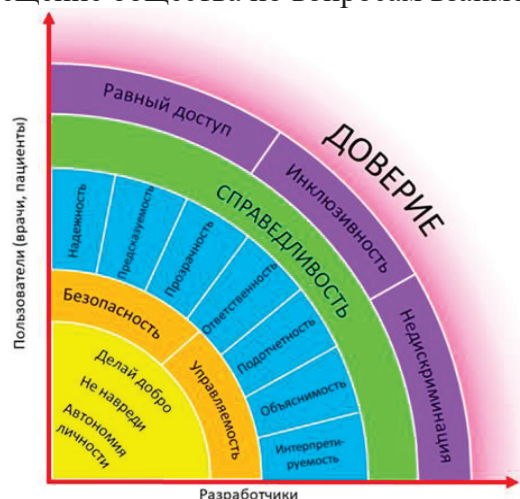 Пользователи (врачи, пациенты)
ДОВЕРИЕ
Равный доступ
Инклюзивность
Недискриминация
СПРАВЕДЛИВОСТЬ
Надежность
Предсказуемость
Прозрачность
Ответственность
Подотчетность
Объяснимость
Интерпрети-
руемость
Безопасность
Управляемость
Делай добро
Не навреди
Автономия
личности
Разработчики